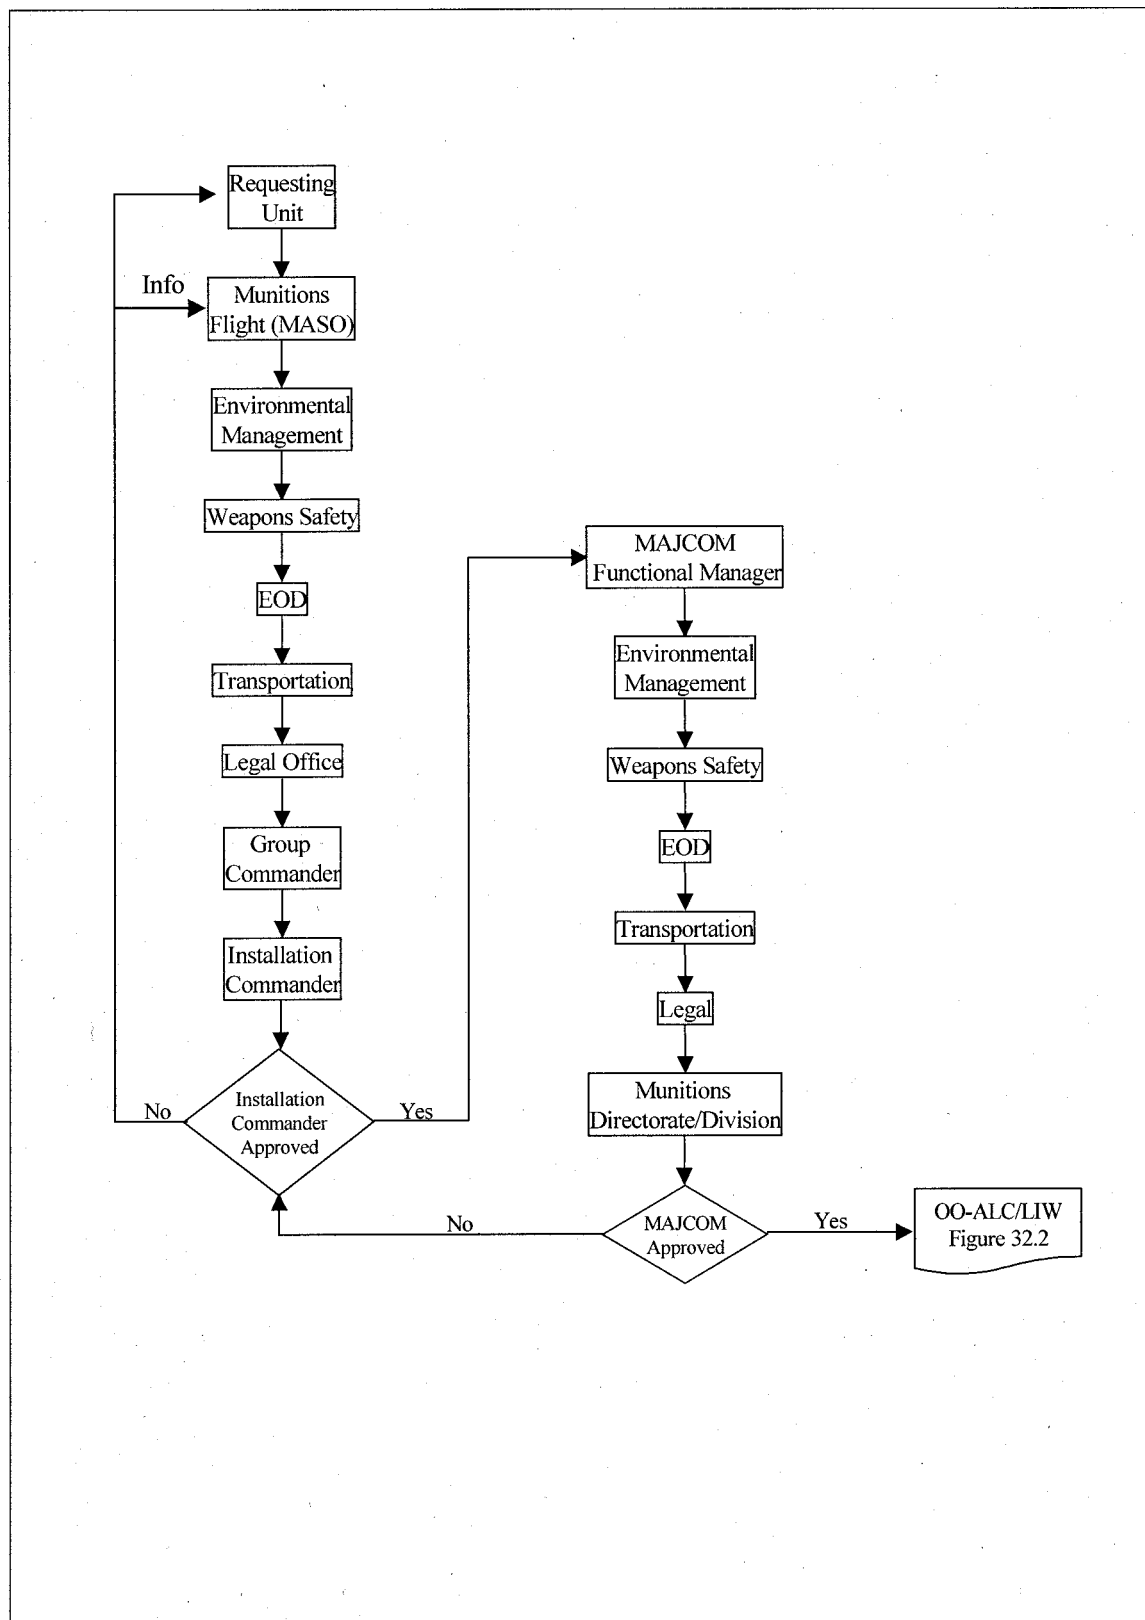 Requesting
Unit
Info
Munitions
Flight (MASO)
Environmental
Management
Weapons Safety
EOD
Transportation
Legal Office
Group
Commander
Installation
Commander
No
Installation
Commander
Approved
Yes
MAJCOM
Functional Manager
Environmental
Management
Weapons Safety
EOD
Transportation
Legal
Munitions
Directorate/Division
No
MAJCOM
Approved
Yes
OO-ALC/LIW
Figure 32.2